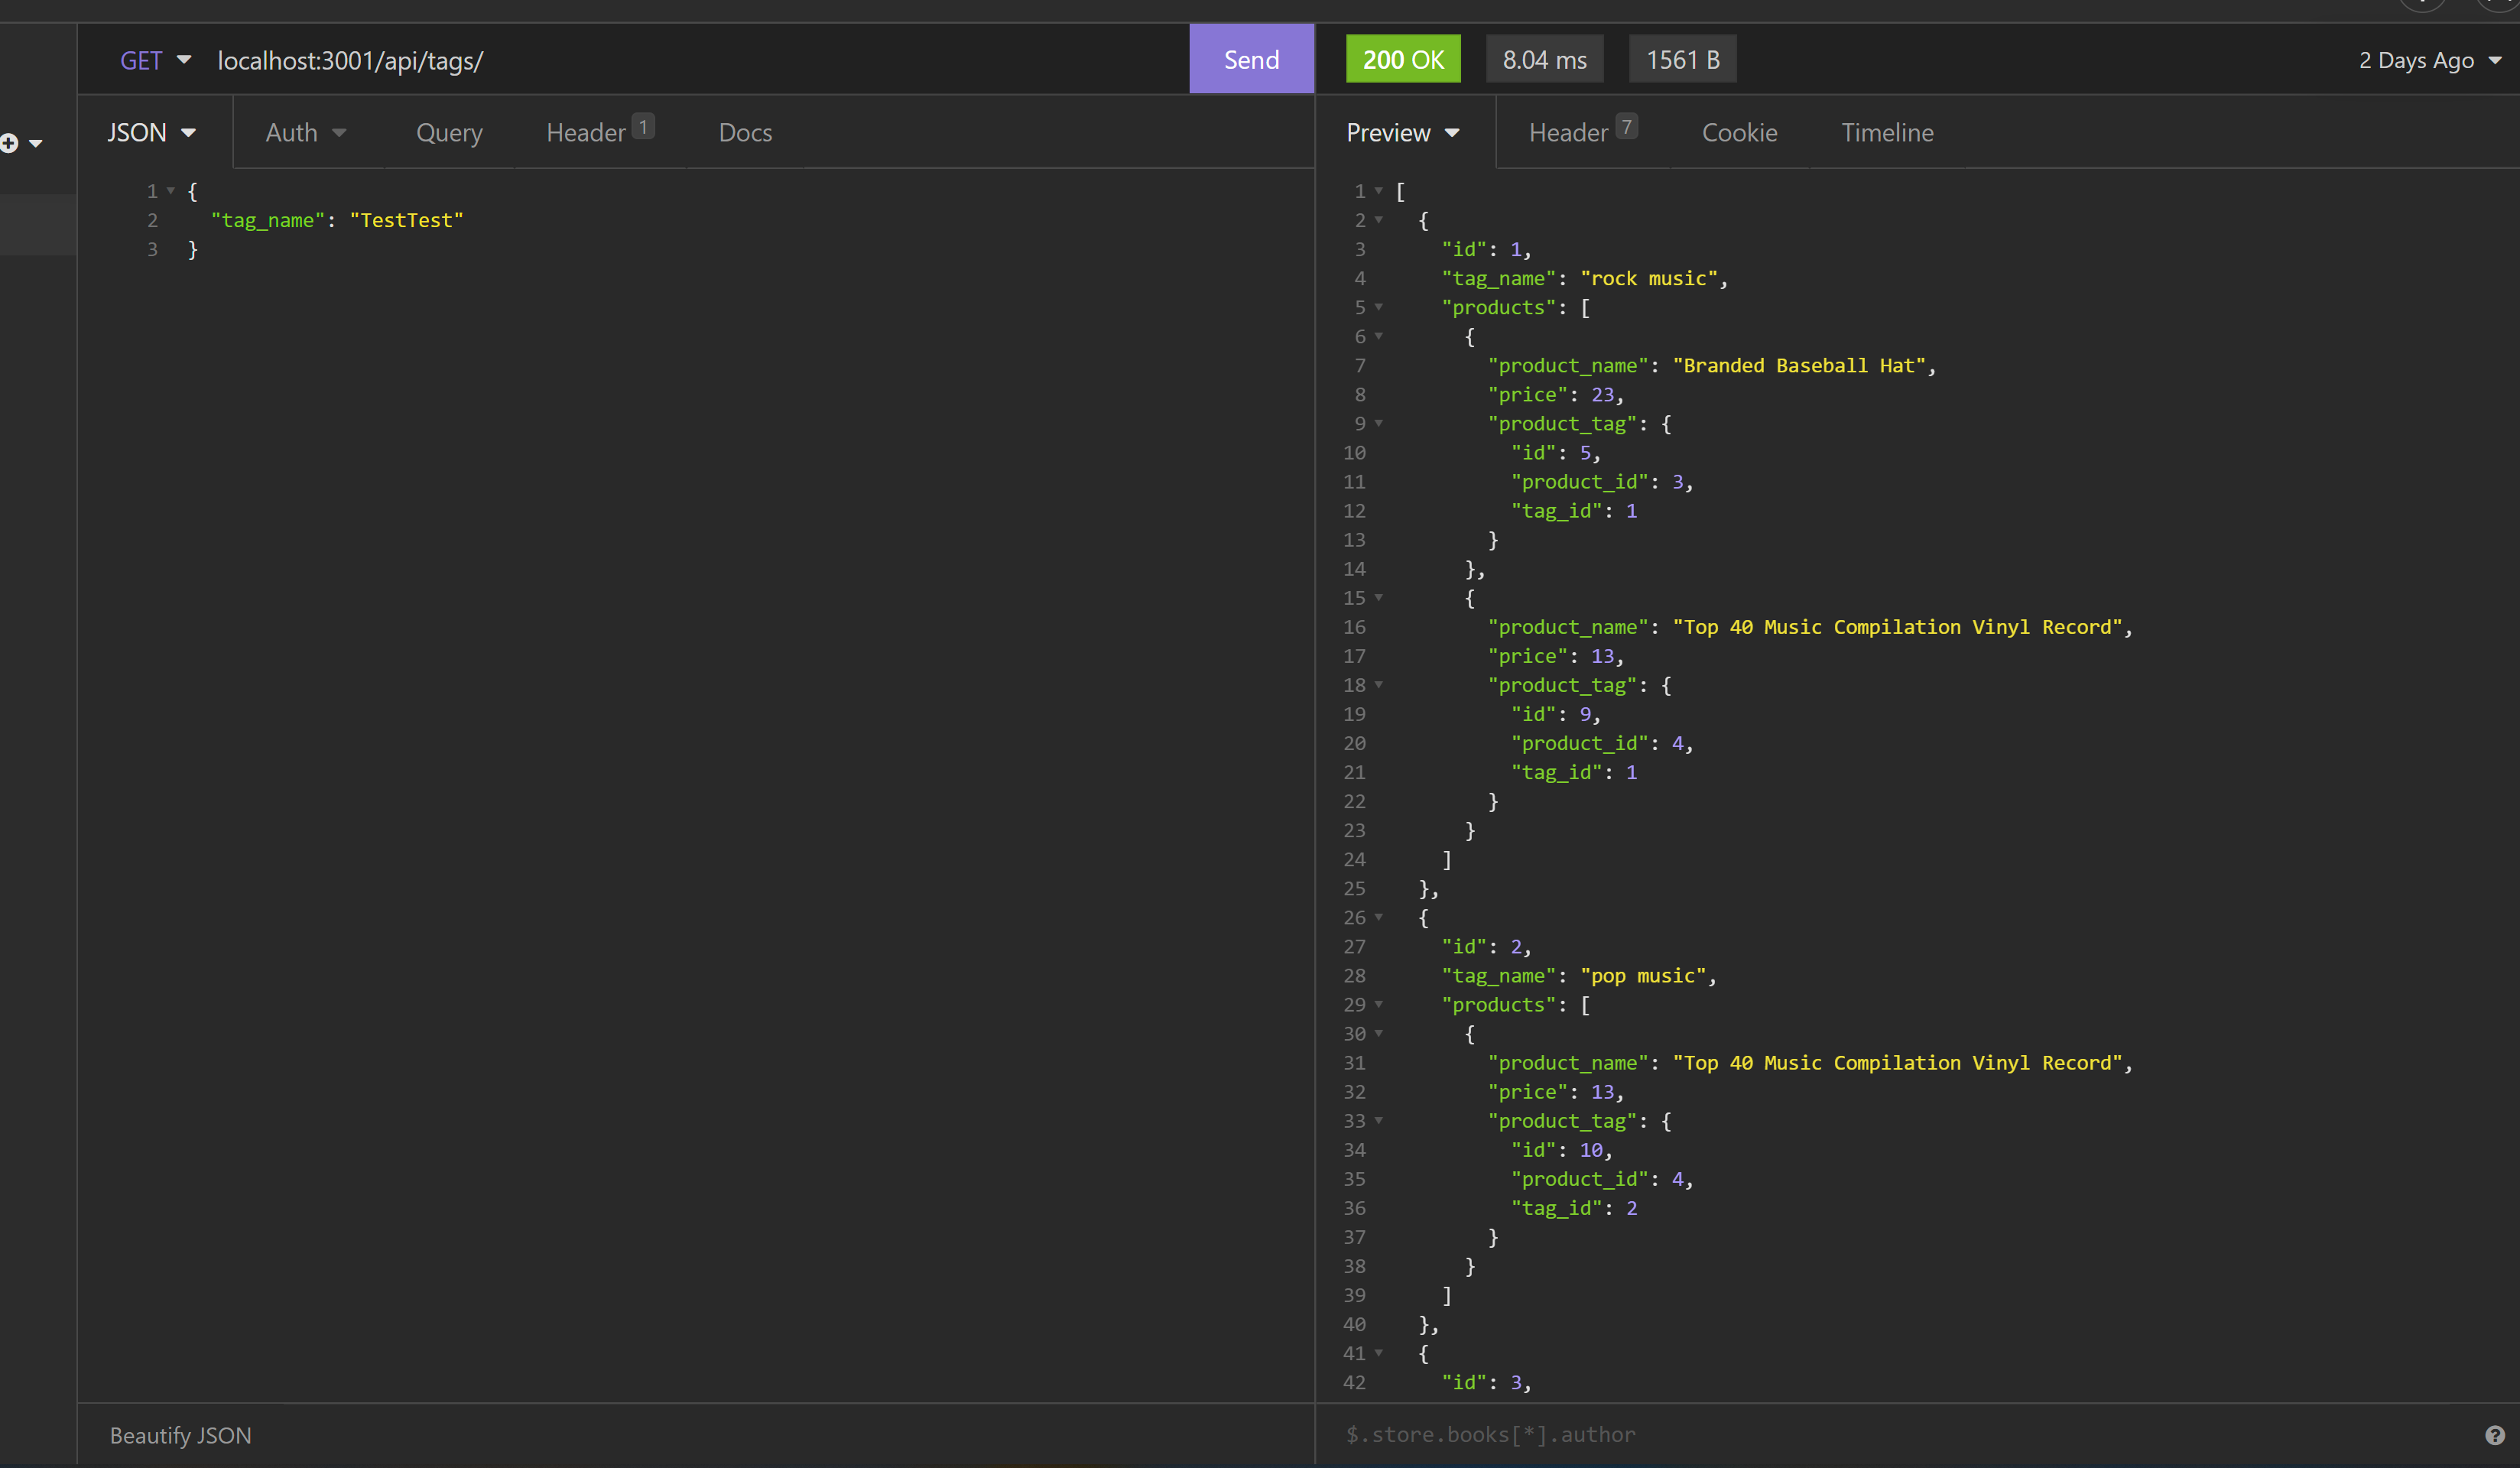 GET localhost:3001/api/tags/ Send 200 OK 8.04 ms 1561 B 2 Days Ago
JSON Auth Query Header 1 Docs
Preview Header 7 Cookie Timeline
1 {
2 "tag_name": "TestTest"
3 }
1 [
2 {
3 "id": 1,
4 "tag_name": "rock music",
5 "products": [
6 {
7 "product_name": "Branded Baseball Hat",
8 "price": 23,
9 "product_tag": {
10 "id": 5,
11 "product_id": 3,
12 "tag_id": 1
13 }
14 },
15 {
16 "product_name": "Top 40 Music Compilation Vinyl Record",
17 "price": 13,
18 "product_tag": {
19 "id": 9,
20 "product_id": 4,
21 "tag_id": 1
22 }
23 }
24 ]
25 },
26 {
27 "id": 2,
28 "tag_name": "pop music",
29 "products": [
30 {
31 "product_name": "Top 40 Music Compilation Vinyl Record",
32 "price": 13,
33 "product_tag": {
34 "id": 10,
35 "product_id": 4,
36 "tag_id": 2
37 }
38 }
39 ]
40 },
41 {
42 "id": 3,
Beautify JSON
$.store.books[*].author